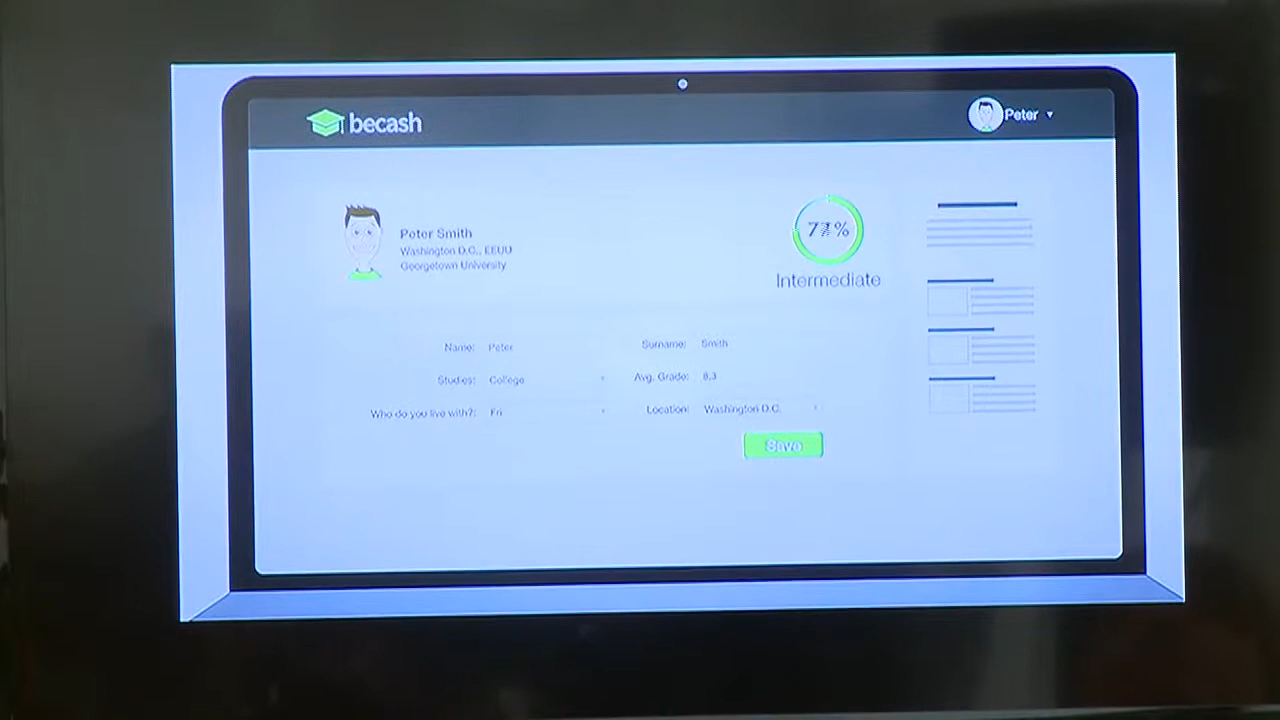 becash
Peter
Peter Smith
Washington D.C., EEUU
Georgetown University
Intermediate
Name: Peter
Surname: Smith
Studies: College
Avg. Grade: 8,3
Who do you live with?: Fri
Location: Washington D.C.
Save